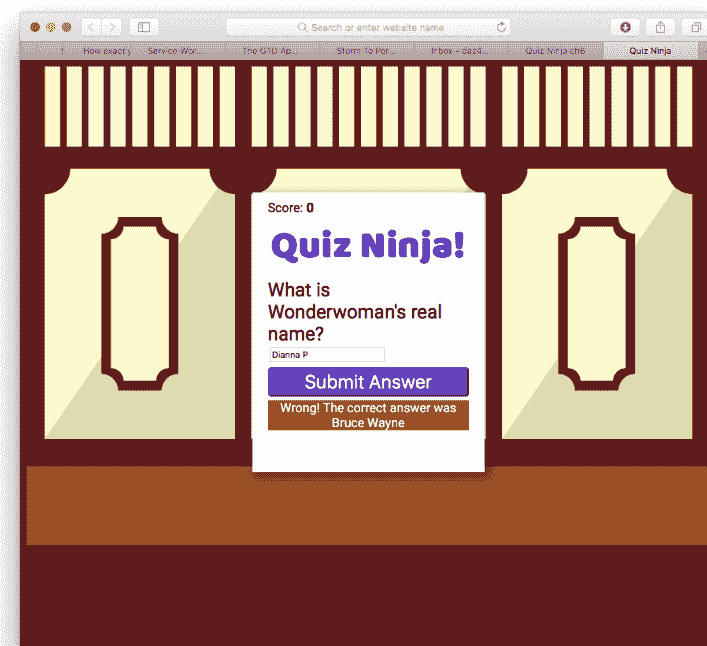 Search or enter website name
! How exactly Service Wor... The GTD Ap... Storm To Per... Inbox – daz4... Quiz Ninja ch6 Quiz Ninja
Score: 0
Quiz Ninja!
What is
Wonderwoman's real
name?
Dianna P
Submit Answer
Wrong! The correct answer was
Bruce Wayne